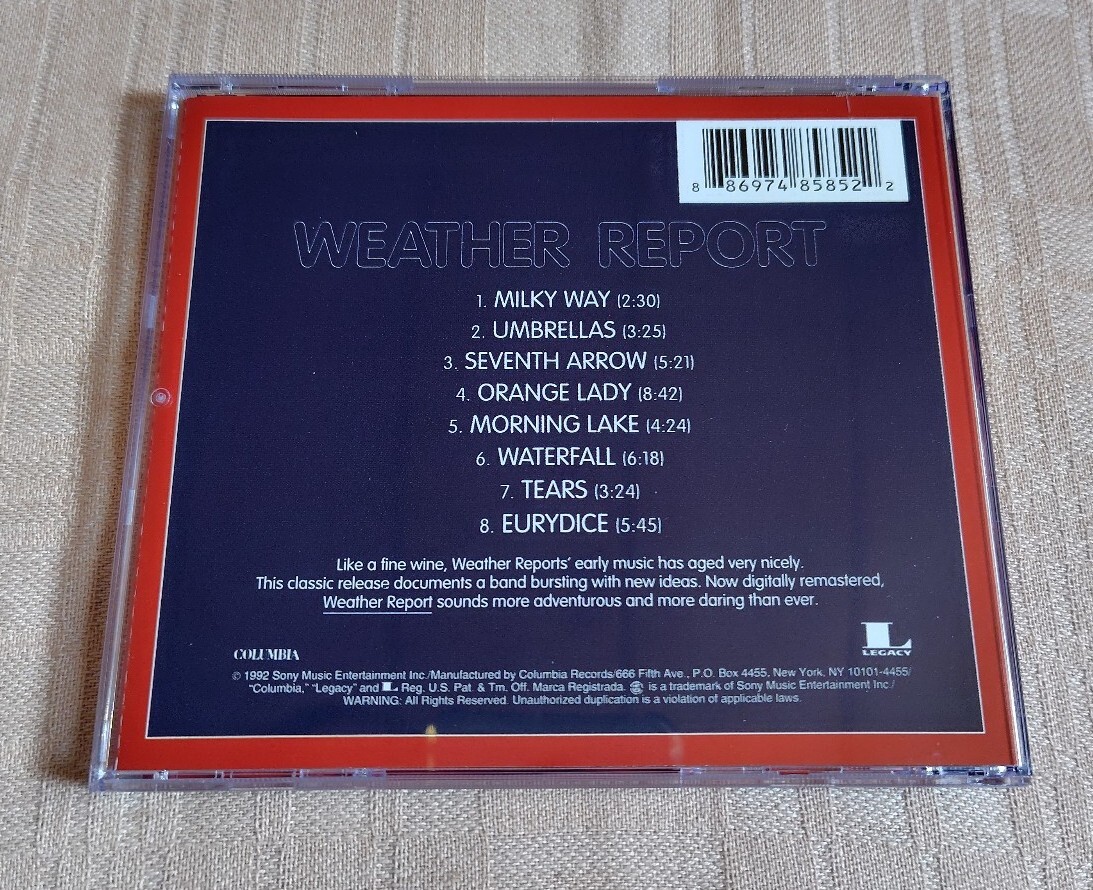 8 86974 85852 2
WEATHER REPORT
1. MILKY WAY (2:30)
2. UMBRELLAS (3:25)
3. SEVENTH ARROW (5:21)
4. ORANGE LADY (8:42)
5. MORNING LAKE (4:24)
6. WATERFALL (6:18)
7. TEARS (3:24)
8. EURYDICE (5:45)
Like a fine wine, Weather Reports' early music has aged very nicely.
This classic release documents a band bursting with new ideas. Now digitally remastered,
Weather Report sounds more adventurous and more daring than ever.
L
LEGACY
COLUMBIA
© 1992 Sony Music Entertainment Inc./Manufactured by Columbia Records/666 Fifth Ave., P.O. Box 4455, New York, NY 10101-4455/
"Columbia," "Legacy" and L Reg. U.S. Pat. & Tm. Off. Marca Registrada. is a trademark of Sony Music Entertainment Inc./
WARNING: All Rights Reserved. Unauthorized duplication is a violation of applicable laws.